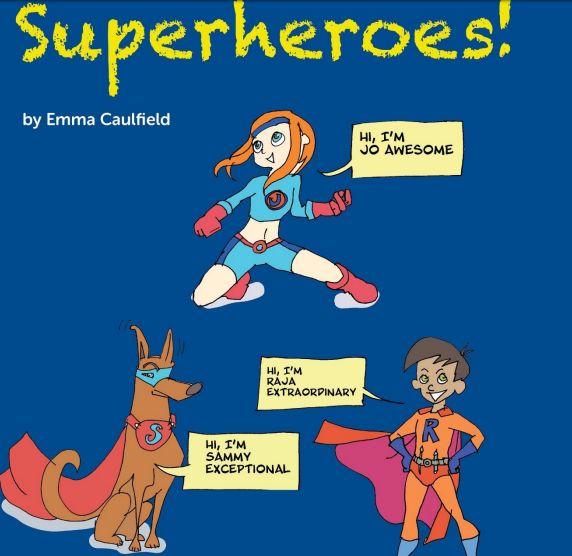 Superheroes!
by Emma Caulfield
HI, I'M
JO AWESOME
J
HI, I'M
RAJA
EXTRAORDINARY
R
S
HI, I'M
SAMMY
EXCEPTIONAL